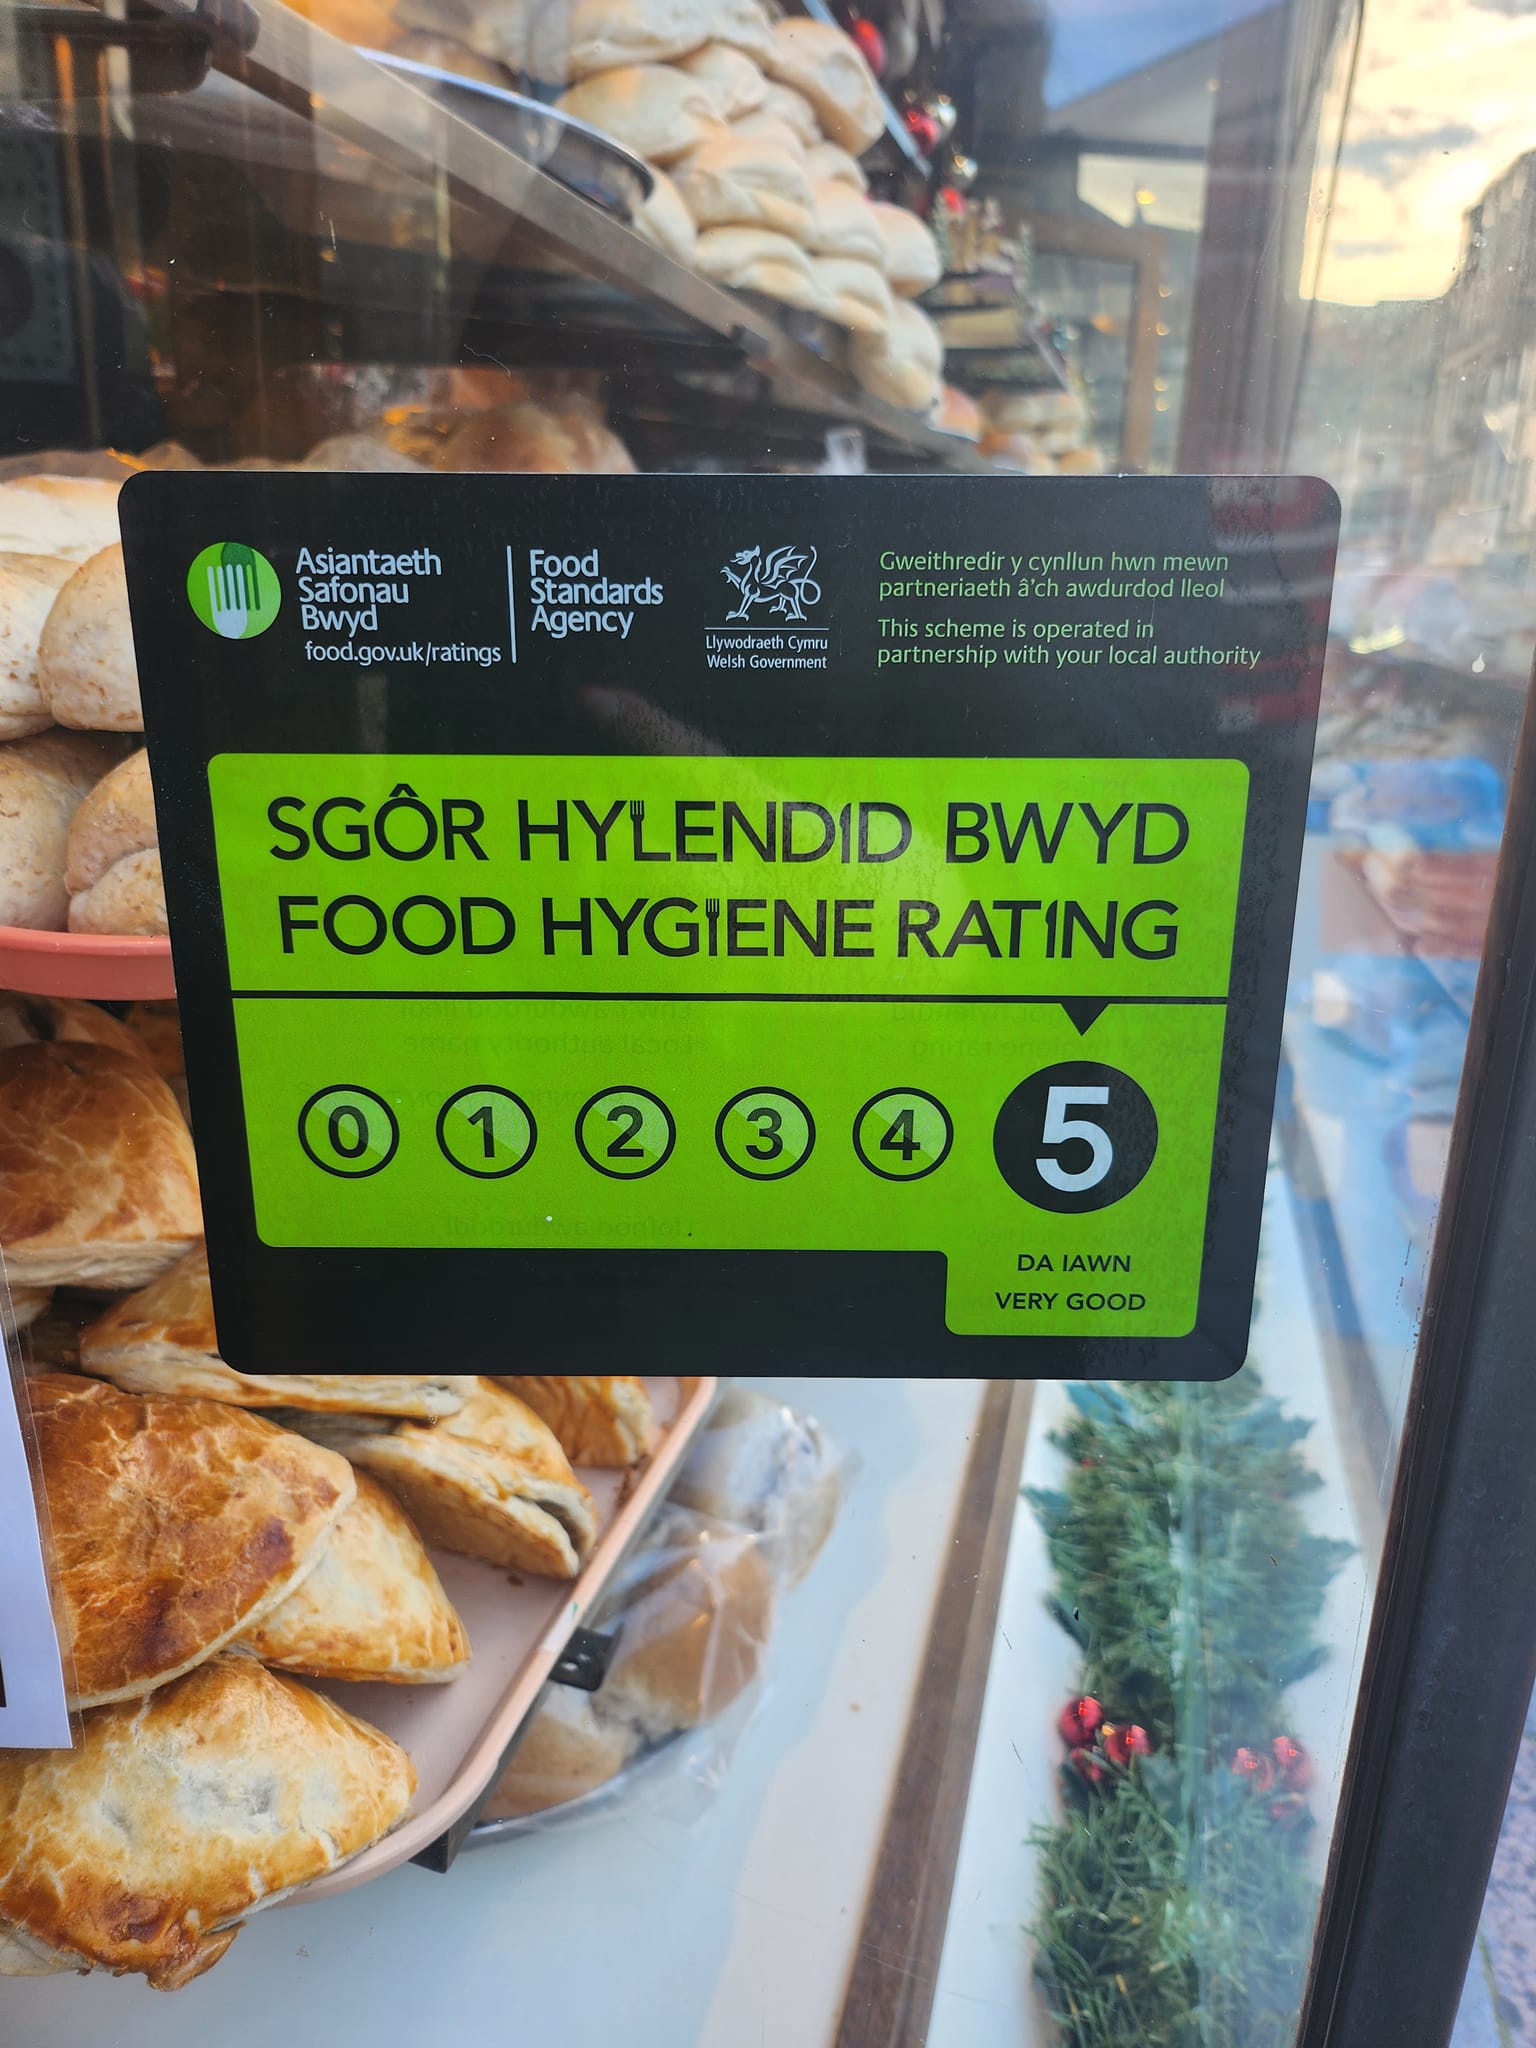 Asiantaeth
Safonau
Bwyd
food.gov.uk/ratings
Food
Standards
Agency
Llywodraeth Cymru
Welsh Government
Gweithredir y cynllun hwn mewn
partneriaeth â'ch awdurdod lleol
This scheme is operated in
partnership with your local authority
SGÔR HYLENDID BWYD
FOOD HYGIENE RATING
0 1 2 3 4 5
DA IAWN
VERY GOOD